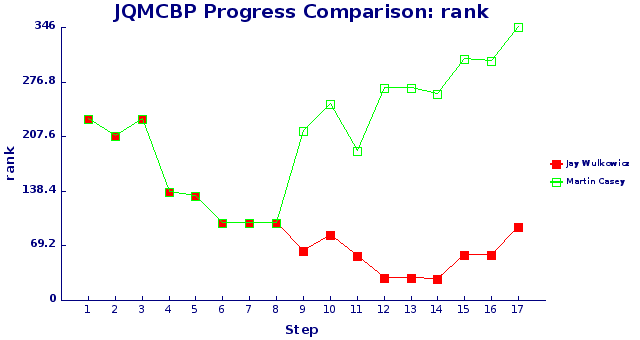 JQMCBP Progress Comparison: rank
346
276.8
207.6
138.4
69.2
0
rank
1 2 3 4 5 6 7 8 9 10 11 12 13 14 15 16 17
Step
Jay Wulkowicz
Martin Casey